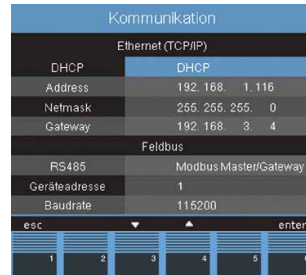 Kommunikation
Ethernet (TCP/IP)
DHCP DHCP
Address 192. 168. 1. 116
Netmask 255. 255. 255. 0
Gateway 192. 168. 3. 4
Feldbus
RS485 Modbus Master/Gateway
Geräteadresse 1
Baudrate 115200
esc enter
1 2 3 4 5 6